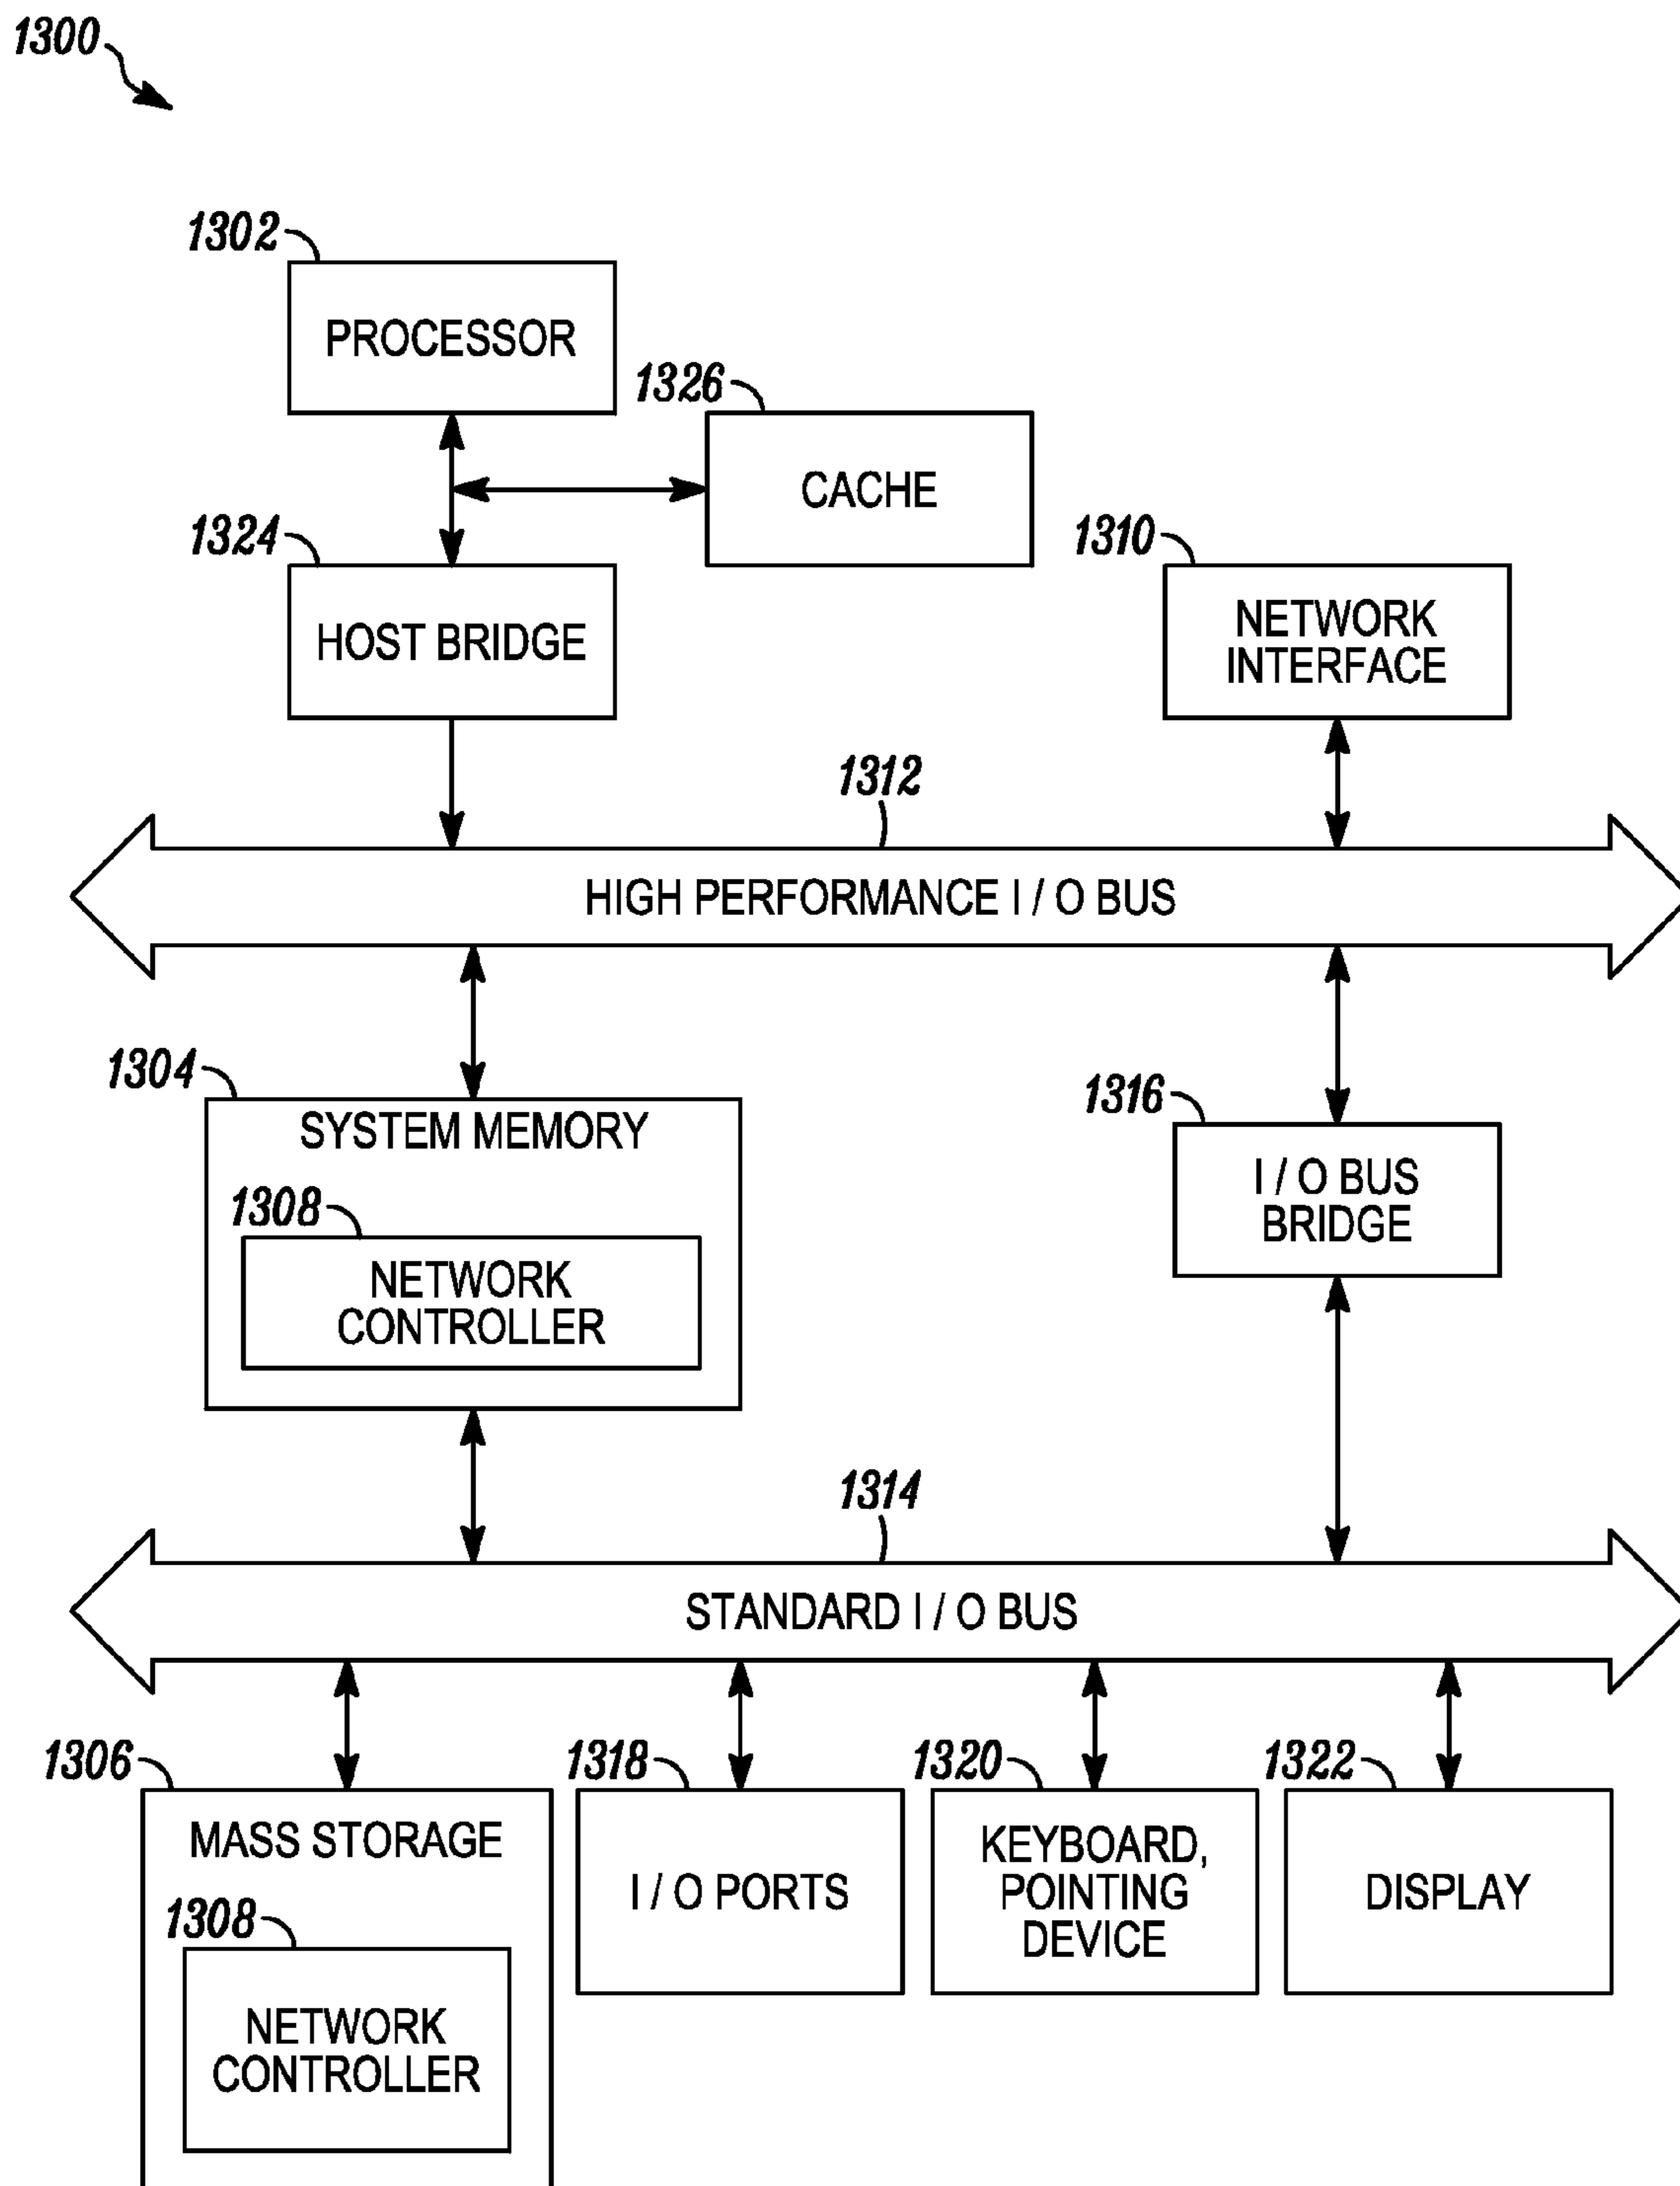 1300
1302
PROCESSOR
1326
CACHE
1324
HOST BRIDGE
1310
NETWORK
INTERFACE
1312
HIGH PERFORMANCE I / O BUS
1304
SYSTEM MEMORY
1308
NETWORK
CONTROLLER
1316
I / O BUS
BRIDGE
1314
STANDARD I / O BUS
1306
MASS STORAGE
1308
NETWORK
CONTROLLER
1318
I / O PORTS
1320
KEYBOARD,
POINTING
DEVICE
1322
DISPLAY